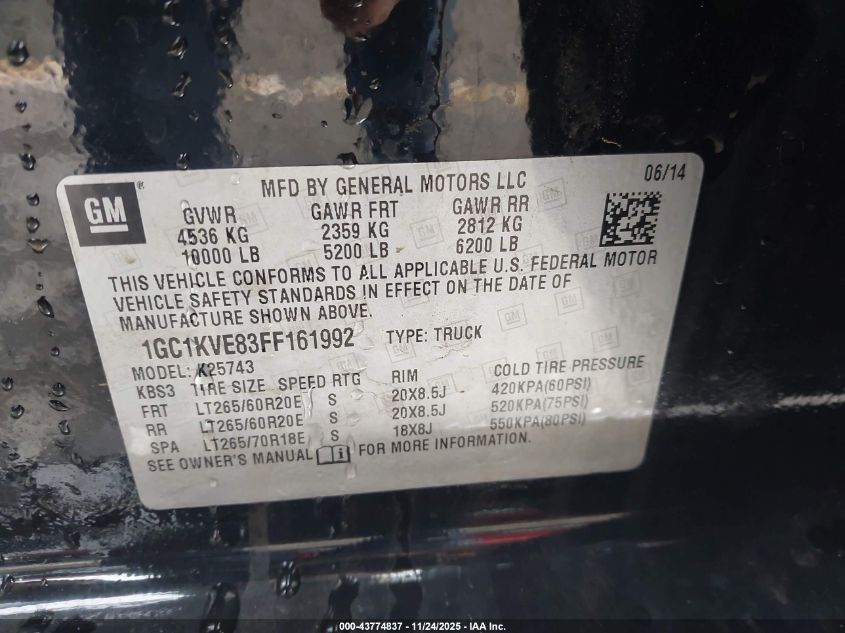 GM
MFD BY GENERAL MOTORS LLC
06/14
GVWR GAWR FRT GAWR RR
4536 KG 2359 KG 2812 KG
10000 LB 5200 LB 6200 LB
THIS VEHICLE CONFORMS TO ALL APPLICABLE U.S. FEDERAL MOTOR
VEHICLE SAFETY STANDARDS IN EFFECT ON THE DATE OF
MANUFACTURE SHOWN ABOVE.
1GC1KVE83FF161992 TYPE: TRUCK
MODEL: K25743
KBS3 TIRE SIZE SPEED RTG RIM COLD TIRE PRESSURE
FRT LT265/60R20E S 20X8.5J 420KPA(60PSI)
RR LT265/60R20E S 20X8.5J 520KPA(75PSI)
SPA LT265/70R18E S 18X8J 550KPA(80PSI)
SEE OWNER'S MANUAL i FOR MORE INFORMATION.
000-43774837 - 11/24/2025 - IAA Inc.